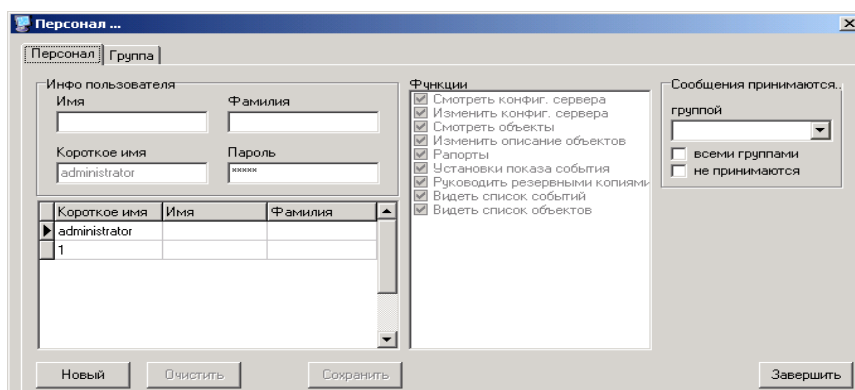 Персонал ...
Персонал
Группа
Инфо пользователя
Имя
Фамилия
Короткое имя
Пароль
administrator
*****
Короткое имя
Имя
Фамилия
administrator
1
Функции
Смотреть конфиг. сервера
Изменить конфиг. сервера
Смотреть объекты
Изменить описание объектов
Рапорты
Установки показа события
Руководить резервными копиями
Видеть список событий
Видеть список объектов
Сообщения принимаются..
группой
всеми группами
не принимаются
Новый
Очистить
Сохранить
Завершить